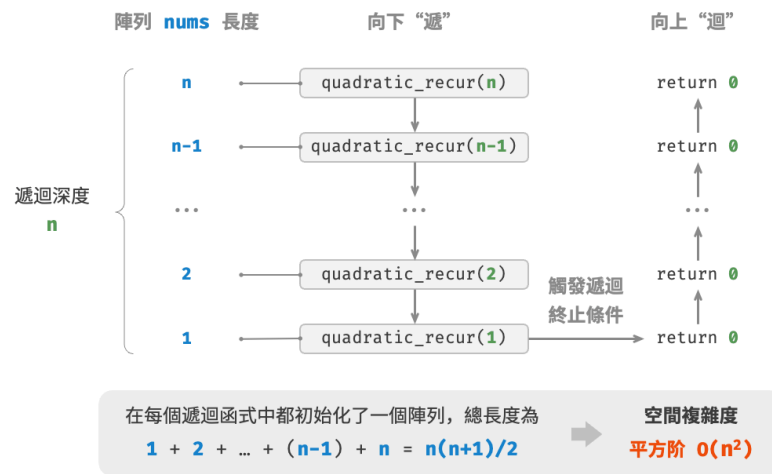 陣列 nums 長度 向下“遞” 向上“迴”
n quadratic_recur(n) return 0
n-1 quadratic_recur(n-1) return 0
遞迴深度
n
... ... ...
2 quadratic_recur(2) return 0
觸發遞迴
終止條件
1 quadratic_recur(1) return 0
在每個遞迴函式中都初始化了一個陣列，總長度為
1 + 2 + … + (n-1) + n = n(n+1)/2
空間複雜度
平方阶 O(n²)